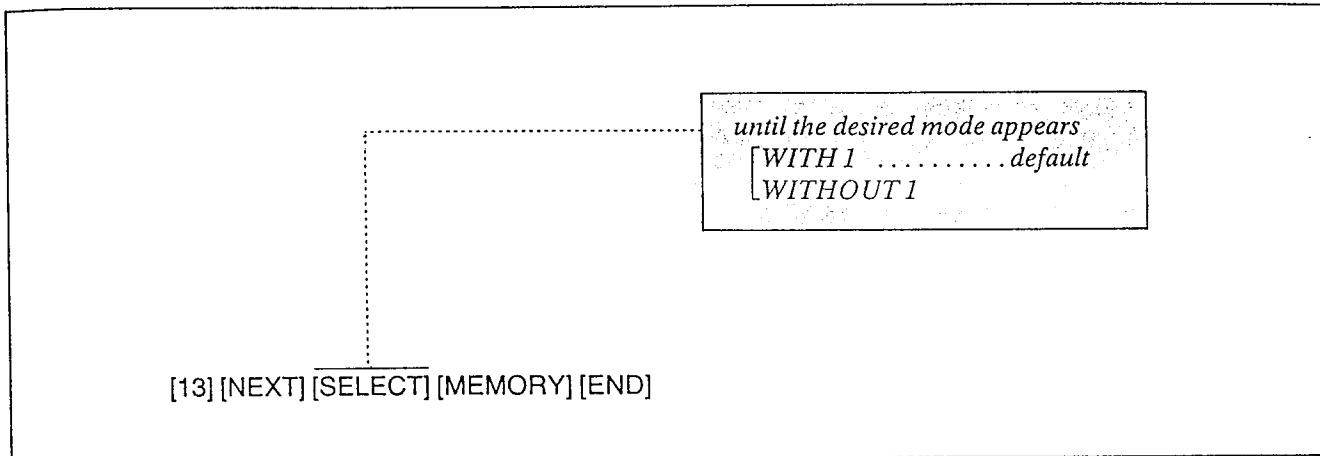 until the desired mode appears
WITH 1 ..........default
WITHOUT 1
[13] [NEXT] [SELECT] [MEMORY] [END]